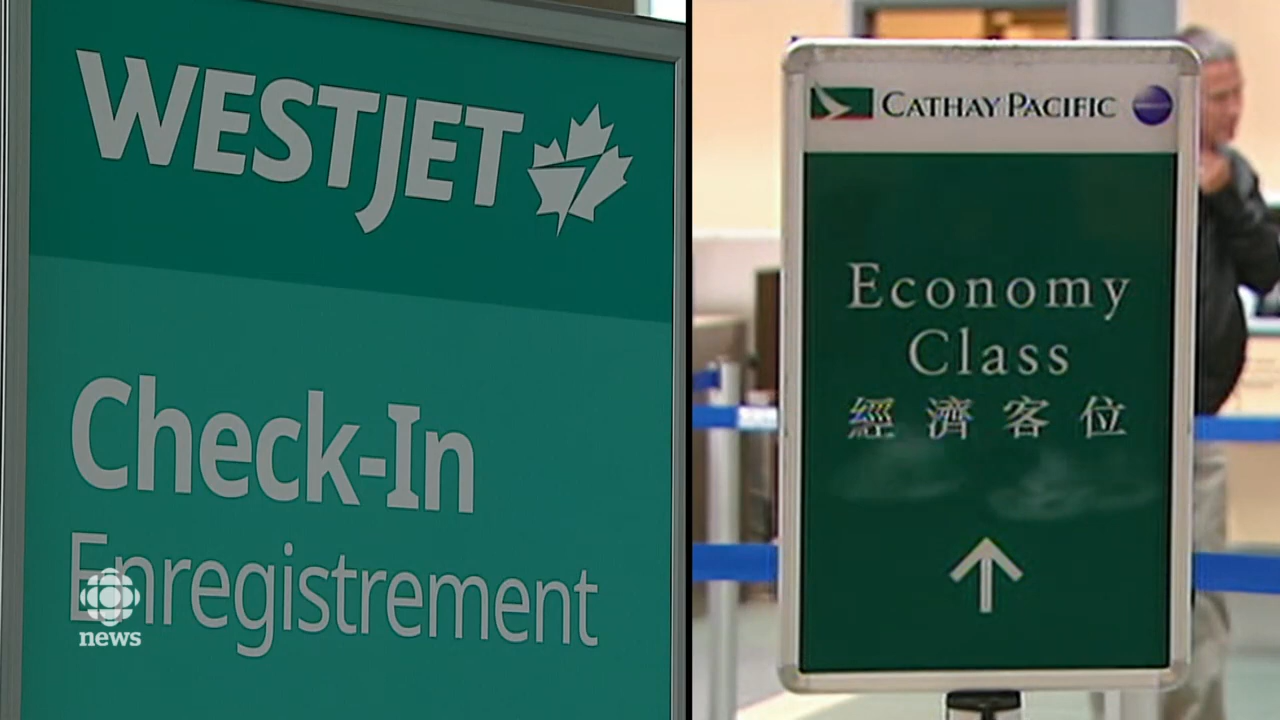 WESTJET
Check-In
Enregistrement
news
CATHAY PACIFIC
Economy
Class
經濟客位